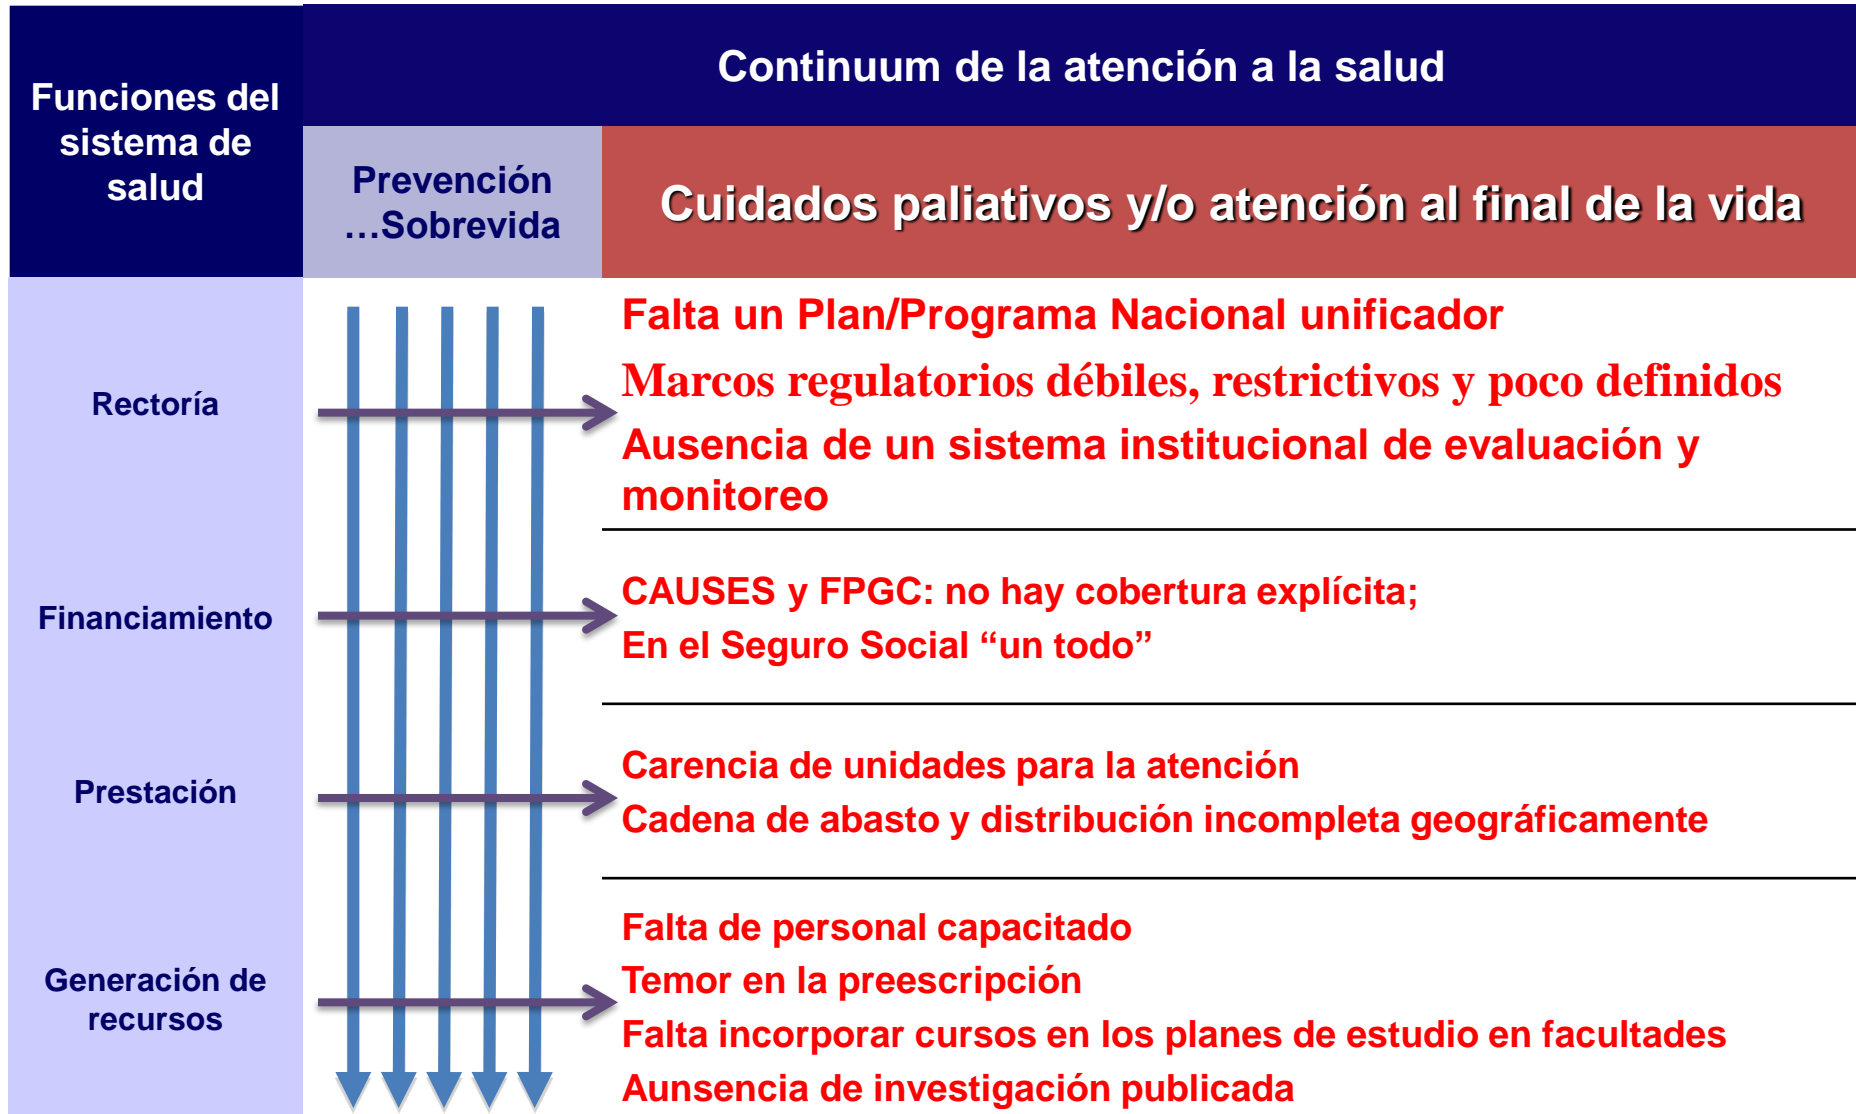 Funciones del
sistema de
salud
Continuum de la atención a la salud
Prevención
…Sobrevida
Cuidados paliativos y/o atención al final de la vida
Rectoría
Falta un Plan/Programa Nacional unificador
Marcos regulatorios débiles, restrictivos y poco definidos
Ausencia de un sistema institucional de evaluación y
monitoreo
Financiamiento
CAUSES y FPGC: no hay cobertura explícita;
En el Seguro Social “un todo”
Prestación
Carencia de unidades para la atención
Cadena de abasto y distribución incompleta geográficamente
Generación de
recursos
Falta de personal capacitado
Temor en la preescripción
Falta incorporar cursos en los planes de estudio en facultades
Aunsencia de investigación publicada